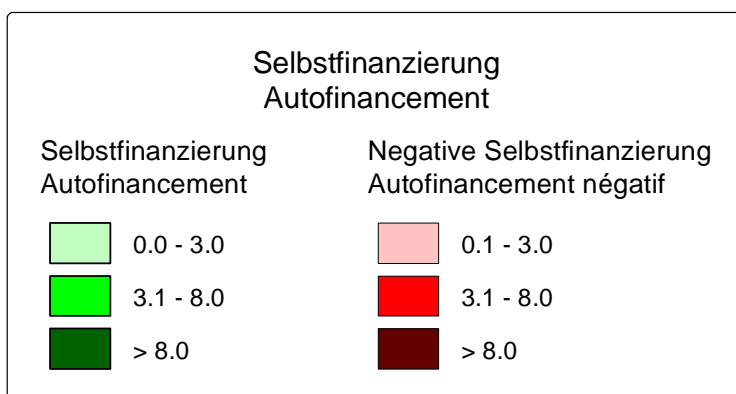 Selbstfinanzierung
Autofinancement
Selbstfinanzierung
Autofinancement
0.0 - 3.0
3.1 - 8.0
> 8.0
Negative Selbstfinanzierung
Autofinancement négatif
0.1 - 3.0
3.1 - 8.0
> 8.0